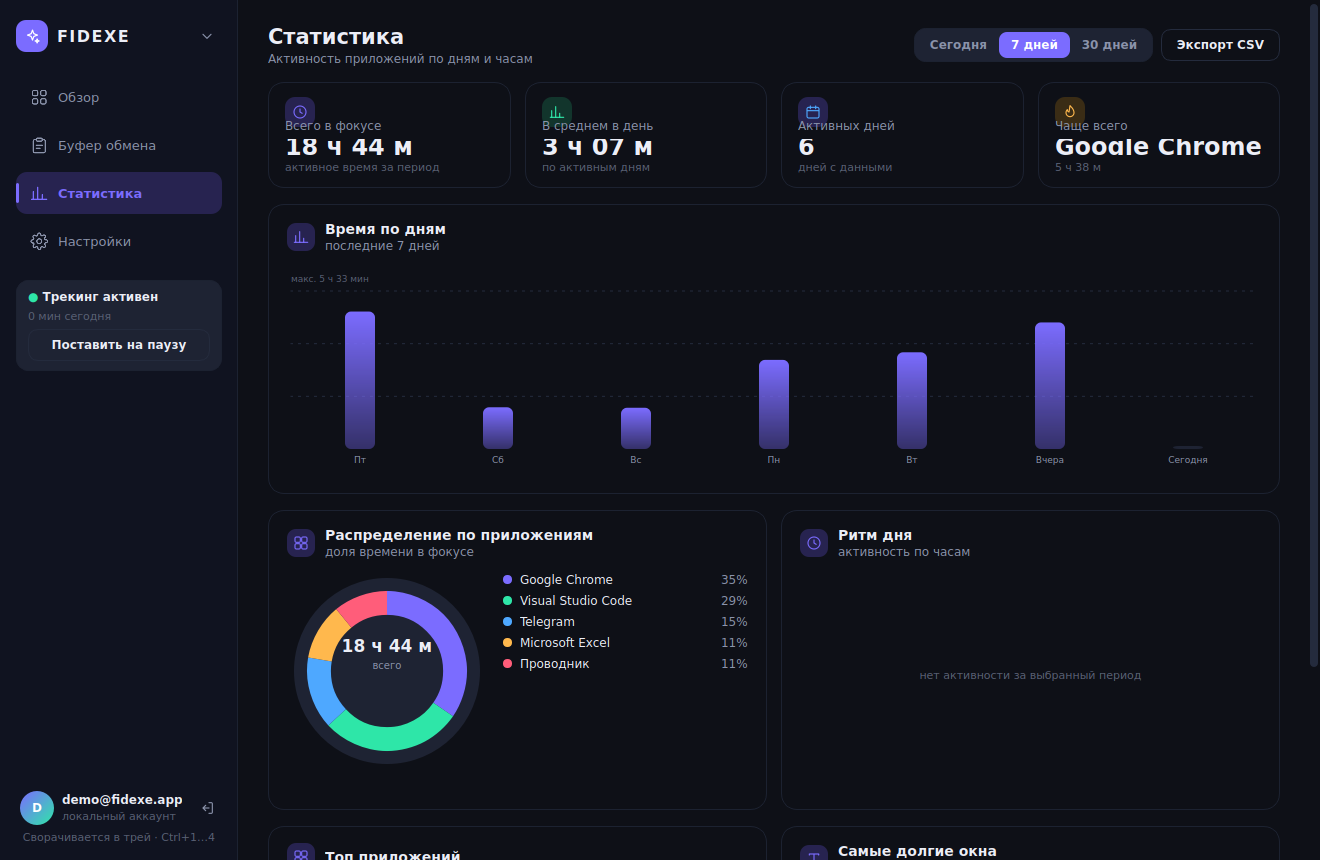 FIDEXE
Обзор
Буфер обмена
Статистика
Настройки
Трекинг активен
0 мин сегодня
Поставить на паузу
D
demo@fidexe.app
локальный аккаунт
Сворачивается в трей · Ctrl+1…4
Статистика
Активность приложений по дням и часам
Сегодня 7 дней 30 дней Экспорт CSV
Всего в фокусе
18 ч 44 м
активное время за период
В среднем в день
3 ч 07 м
по активным дням
Активных дней
6
дней с данными
Чаще всего
Google Chrome
5 ч 38 м
Время по дням
последние 7 дней
макс. 5 ч 33 мин
Пт Сб Вс Пн Вт Вчера Сегодня
Распределение по приложениям
доля времени в фокусе
18 ч 44 м
всего
Google Chrome 35%
Visual Studio Code 29%
Telegram 15%
Microsoft Excel 11%
Проводник 11%
Ритм дня
активность по часам
нет активности за выбранный период
Топ приложений
Самые долгие окна